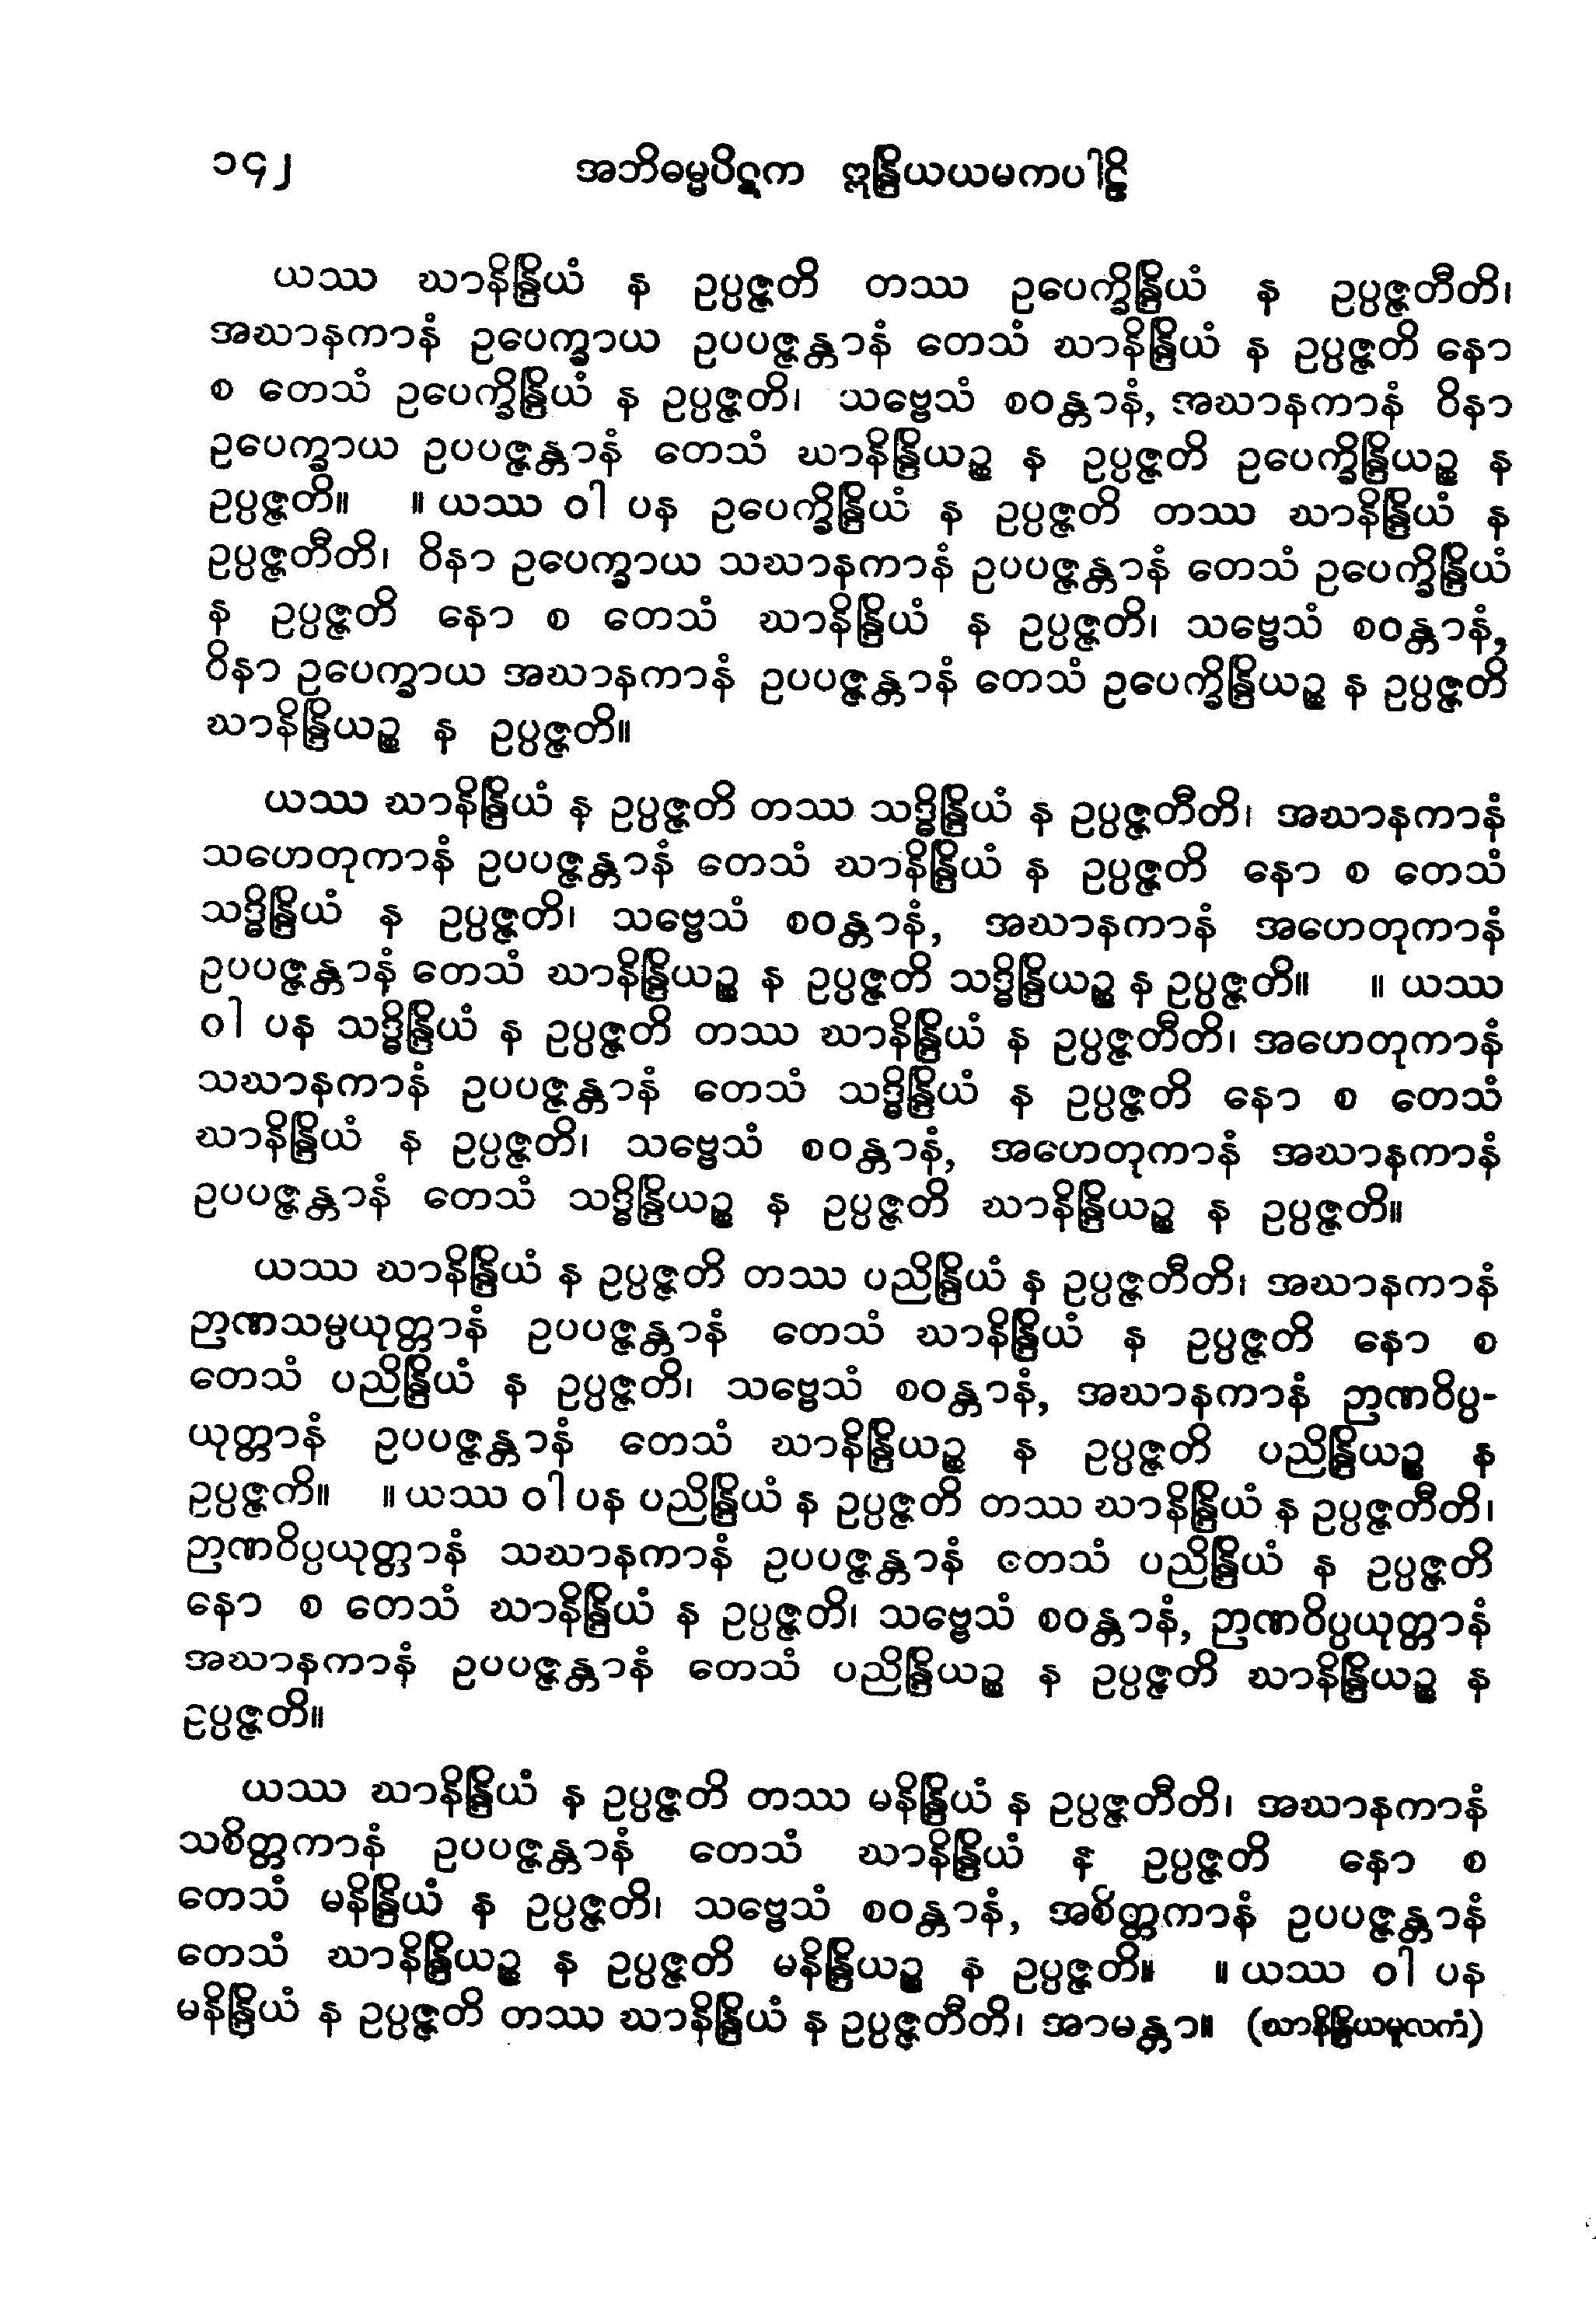 ၁၄၂ အဘိဓမ္မပိဋက ဣန္ဒြိယယမကပါဠိ
ယဿ ဃာနိန္ဒြိယံ န ဥပ္ပဇ္ဇတိ တဿ ဥပေက္ခိန္ဒြိယံ န ဥပ္ပဇ္ဇတီတိ၊
အဃာနကာနံ ဥပေက္ခာယ ဥပပဇ္ဇန္တာနံ တေသံ ဃာနိန္ဒြိယံ န ဥပ္ပဇ္ဇတိ နော
စ တေသံ ဥပေက္ခိန္ဒြိယံ န ဥပ္ပဇ္ဇတိ၊ သဗ္ဗေသံ စဝန္တာနံ, အဃာနကာနံ ဝိနာ
ဥပေက္ခာယ ဥပပဇ္ဇန္တာနံ တေသံ ဃာနိန္ဒြိယဉ္စ န ဥပ္ပဇ္ဇတိ ဥပေက္ခိန္ဒြိယဉ္စ န
ဥပ္ပဇ္ဇတိ။ ။ ယဿ ဝါ ပန ဥပေက္ခိန္ဒြိယံ န ဥပ္ပဇ္ဇတိ တဿ ဃာနိန္ဒြိယံ န
ဥပ္ပဇ္ဇတီတိ၊ ဝိနာ ဥပေက္ခာယ သဃာနကာနံ ဥပပဇ္ဇန္တာနံ တေသံ ဥပေက္ခိန္ဒြိယံ
န ဥပ္ပဇ္ဇတိ နော စ တေသံ ဃာနိန္ဒြိယံ န ဥပ္ပဇ္ဇတိ၊ သဗ္ဗေသံ စဝန္တာနံ,
ဝိနာ ဥပေက္ခာယ အဃာနကာနံ ဥပပဇ္ဇန္တာနံ တေသံ ဥပေက္ခိန္ဒြိယဉ္စ န ဥပ္ပဇ္ဇတိ
ဃာနိန္ဒြိယဉ္စ န ဥပ္ပဇ္ဇတိ။
ယဿ ဃာနိန္ဒြိယံ န ဥပ္ပဇ္ဇတိ တဿ သဒ္ဓိန္ဒြိယံ န ဥပ္ပဇ္ဇတီတိ၊ အဃာနကာနံ
သဟေတုကာနံ ဥပပဇ္ဇန္တာနံ တေသံ ဃာနိန္ဒြိယံ န ဥပ္ပဇ္ဇတိ နော စ တေသံ
သဒ္ဓိန္ဒြိယံ န ဥပ္ပဇ္ဇတိ၊ သဗ္ဗေသံ စဝန္တာနံ, အဃာနကာနံ အဟေတုကာနံ
ဥပပဇ္ဇန္တာနံ တေသံ ဃာနိန္ဒြိယဉ္စ န ဥပ္ပဇ္ဇတိ သဒ္ဓိန္ဒြိယဉ္စ န ဥပ္ပဇ္ဇတိ။ ။ ယဿ
ဝါ ပန သဒ္ဓိန္ဒြိယံ န ဥပ္ပဇ္ဇတိ တဿ ဃာနိန္ဒြိယံ န ဥပ္ပဇ္ဇတီတိ၊ အဟေတုကာနံ
သဃာနကာနံ ဥပပဇ္ဇန္တာနံ တေသံ သဒ္ဓိန္ဒြိယံ န ဥပ္ပဇ္ဇတိ နော စ တေသံ
ဃာနိန္ဒြိယံ န ဥပ္ပဇ္ဇတိ၊ သဗ္ဗေသံ စဝန္တာနံ, အဟေတုကာနံ အဃာနကာနံ
ဥပပဇ္ဇန္တာနံ တေသံ သဒ္ဓိန္ဒြိယဉ္စ န ဥပ္ပဇ္ဇတိ ဃာနိန္ဒြိယဉ္စ န ဥပ္ပဇ္ဇတိ။
ယဿ ဃာနိန္ဒြိယံ န ဥပ္ပဇ္ဇတိ တဿ ပညိန္ဒြိယံ န ဥပ္ပဇ္ဇတီတိ၊ အဃာနကာနံ
ဉာဏသမ္ပယုတ္တာနံ ဥပပဇ္ဇန္တာနံ တေသံ ဃာနိန္ဒြိယံ န ဥပ္ပဇ္ဇတိ နော စ
တေသံ ပညိန္ဒြိယံ န ဥပ္ပဇ္ဇတိ၊ သဗ္ဗေသံ စဝန္တာနံ, အဃာနကာနံ ဉာဏဝိပ္ပ-
ယုတ္တာနံ ဥပပဇ္ဇန္တာနံ တေသံ ဃာနိန္ဒြိယဉ္စ န ဥပ္ပဇ္ဇတိ ပညိန္ဒြိယဉ္စ န
ဥပ္ပဇ္ဇကိ။ ။ ယဿ ဝါ ပန ပညိန္ဒြိယံ န ဥပ္ပဇ္ဇတိ တဿ ဃာနိန္ဒြိယံ န ဥပ္ပဇ္ဇတီတိ၊
ဉာဏဝိပ္ပယုတ္တာနံ သဃာနကာနံ ဥပပဇ္ဇန္တာနံ တေသံ ပညိန္ဒြိယံ န ဥပ္ပဇ္ဇတိ
နော စ တေသံ ဃာနိန္ဒြိယံ န ဥပ္ပဇ္ဇတိ၊ သဗ္ဗေသံ စဝန္တာနံ, ဉာဏဝိပ္ပယုတ္တာနံ
အဃာနကာနံ ဥပပဇ္ဇန္တာနံ တေသံ ပညိန္ဒြိယဉ္စ န ဥပ္ပဇ္ဇတိ ဃာနိန္ဒြိယဉ္စ န
ဥပ္ပဇ္ဇတိ။
ယဿ ဃာနိန္ဒြိယံ န ဥပ္ပဇ္ဇတိ တဿ မနိန္ဒြိယံ န ဥပ္ပဇ္ဇတီတိ၊ အဃာနကာနံ
သစိတ္တကာနံ ဥပပဇ္ဇန္တာနံ တေသံ ဃာနိန္ဒြိယံ န ဥပ္ပဇ္ဇတိ နော စ
တေသံ မနိန္ဒြိယံ န ဥပ္ပဇ္ဇတိ၊ သဗ္ဗေသံ စဝန္တာနံ, အစိတ္တကာနံ ဥပပဇ္ဇန္တာနံ
တေသံ ဃာနိန္ဒြိယဉ္စ န ဥပ္ပဇ္ဇတိ မနိန္ဒြိယဉ္စ န ဥပ္ပဇ္ဇတိ။ ။ ယဿ ဝါ ပန
မနိန္ဒြိယံ န ဥပ္ပဇ္ဇတိ တဿ ဃာနိန္ဒြိယံ န ဥပ္ပဇ္ဇတီတိ၊ အာမန္တာ။ (ဃာနိန္ဒြိယမူလကံ)